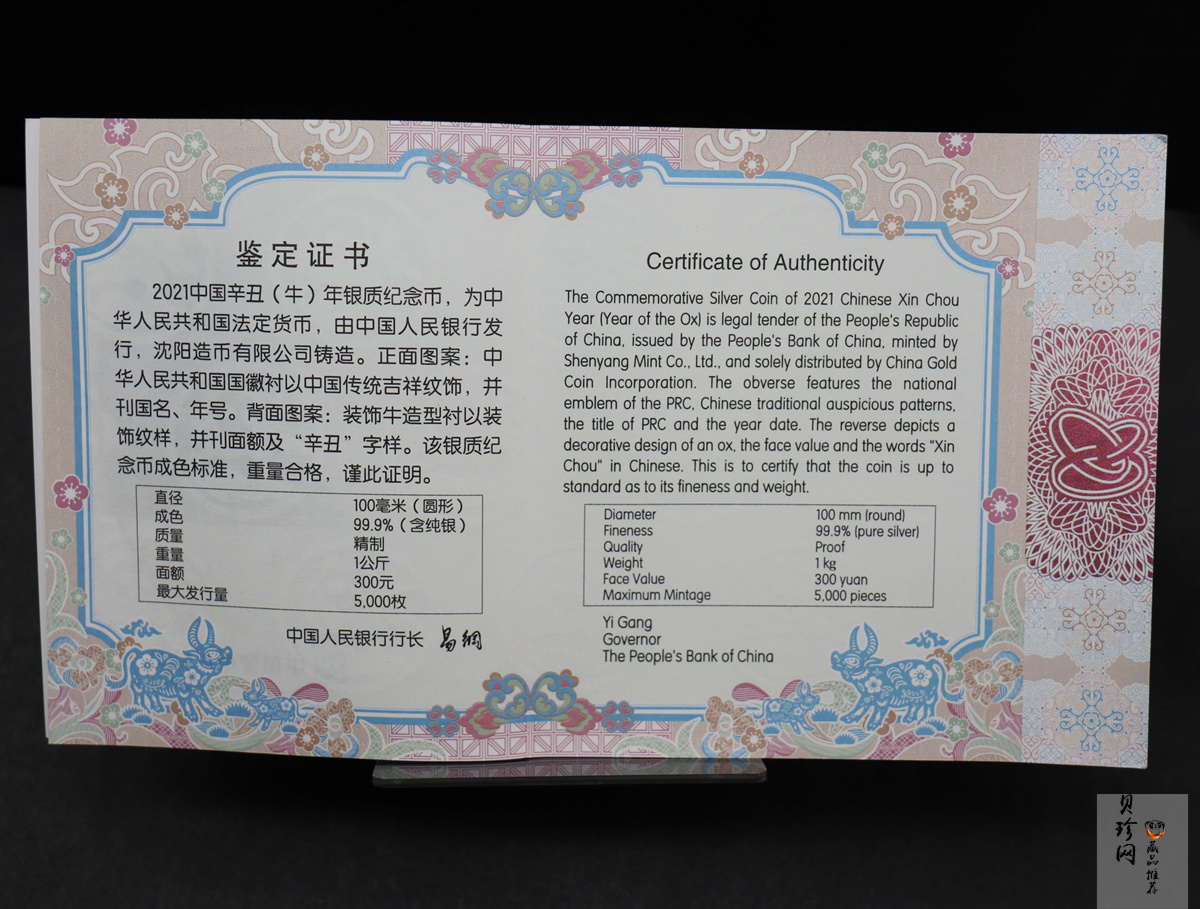 鉴定证书
2021中国辛丑（牛）年银质纪念币，为中
华人民共和国法定货币，由中国人民银行发
行，沈阳造币有限公司铸造。正面图案：中
华人民共和国国徽衬以中国传统吉祥纹饰，并
刊国名、年号。背面图案：装饰牛造型衬以装
饰纹样，并刊面额及“辛丑”字样。该银质纪
念币成色标准，重量合格，谨此证明。
直径 100毫米（圆形）
成色 99.9%（含纯银）
质量 精制
重量 1公斤
面额 300元
最大发行量 5,000枚
中国人民银行行长 易纲
Certificate of Authenticity
The Commemorative Silver Coin of 2021 Chinese Xin Chou
Year (Year of the Ox) is legal tender of the People's Republic
of China, issued by the People's Bank of China, minted by
Shenyang Mint Co., Ltd., and solely distributed by China Gold
Coin Incorporation. The obverse features the national
emblem of the PRC, Chinese traditional auspicious patterns,
the title of PRC and the year date. The reverse depicts a
decorative design of an ox, the face value and the words "Xin
Chou" in Chinese. This is to certify that the coin is up to
standard as to its fineness and weight.
Diameter 100 mm (round)
Fineness 99.9% (pure silver)
Quality Proof
Weight 1 kg
Face Value 300 yuan
Maximum Mintage 5,000 pieces
Yi Gang
Governor
The People's Bank of China
贝珍网
藏品推荐